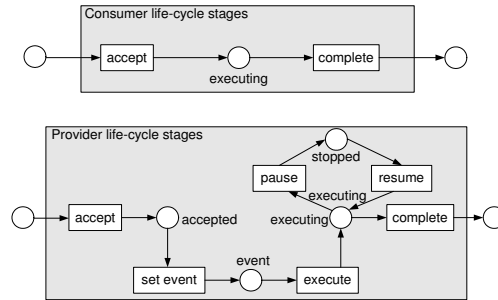 Consumer life-cycle stages
accept
complete
executing
Provider life-cycle stages
stopped
pause
resume
executing
accept
accepted
executing
complete
event
set event
execute